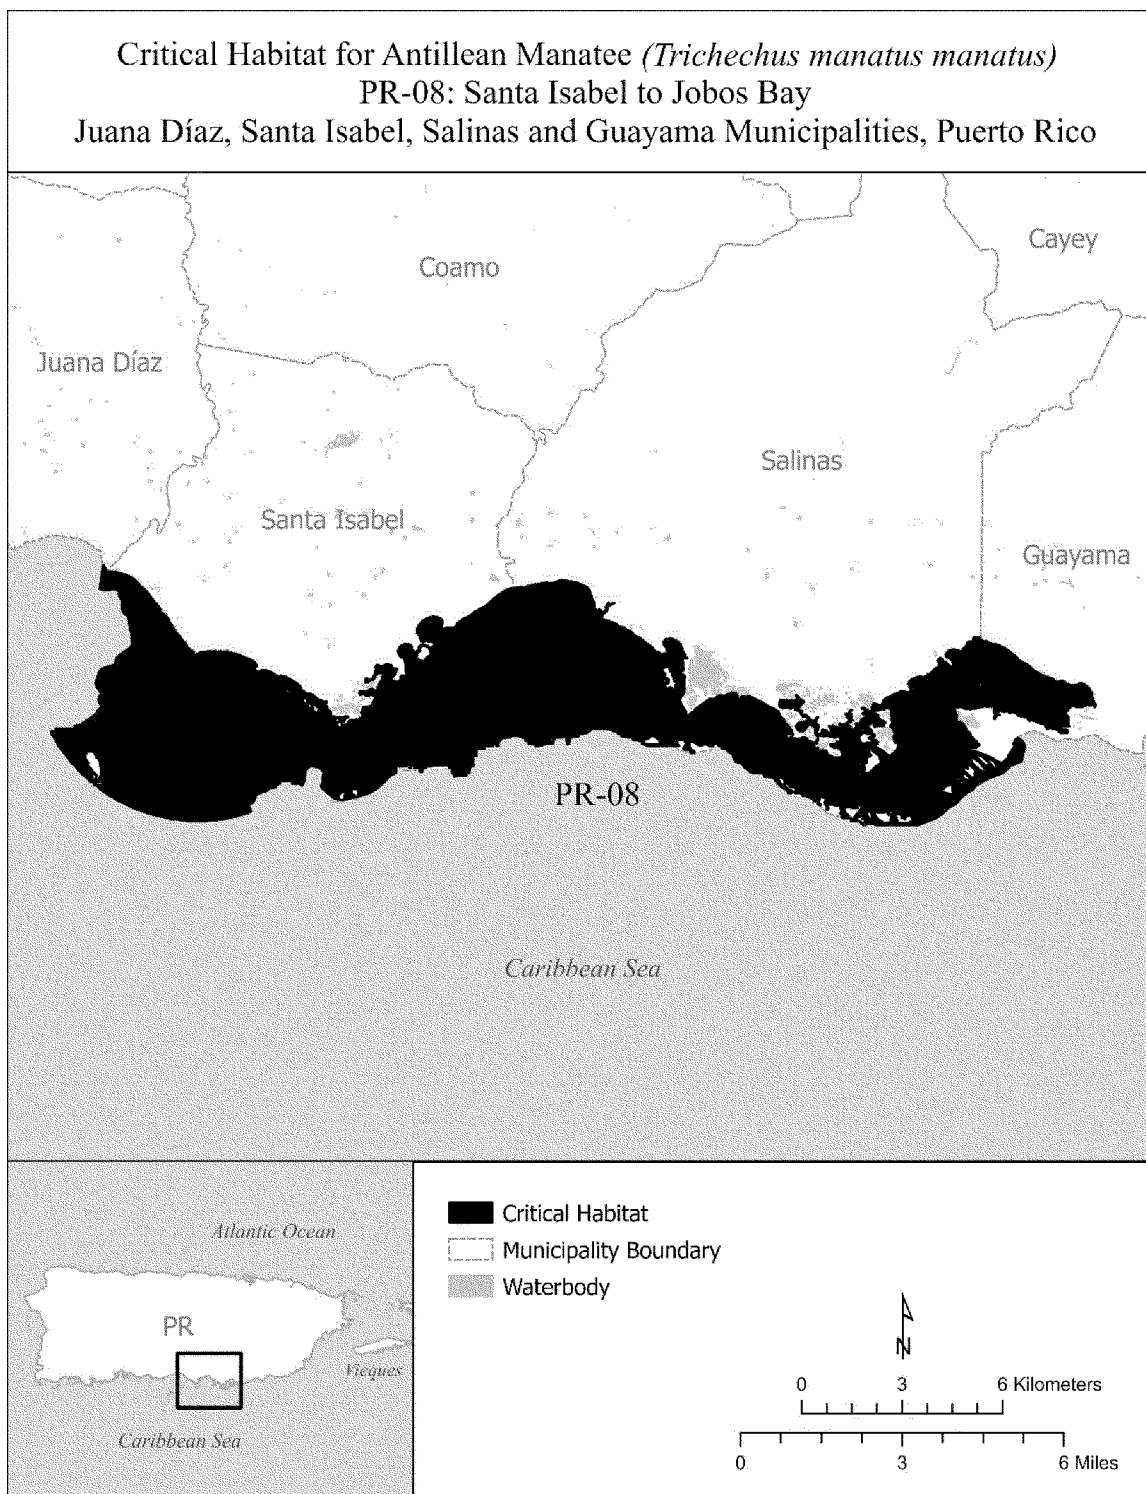 Critical Habitat for Antillean Manatee (Trichechus manatus manatus)
PR-08: Santa Isabel to Jobos Bay
Juana Díaz, Santa Isabel, Salinas and Guayama Municipalities, Puerto Rico
Cayey
Coamo
Juana Díaz
Salinas
Santa Isabel
Guayama
PR-08
Caribbean Sea
Atlantic Ocean
PR
Vieques
Caribbean Sea
Critical Habitat
Municipality Boundary
Waterbody
N
0 3 6 Kilometers
0 3 6 Miles